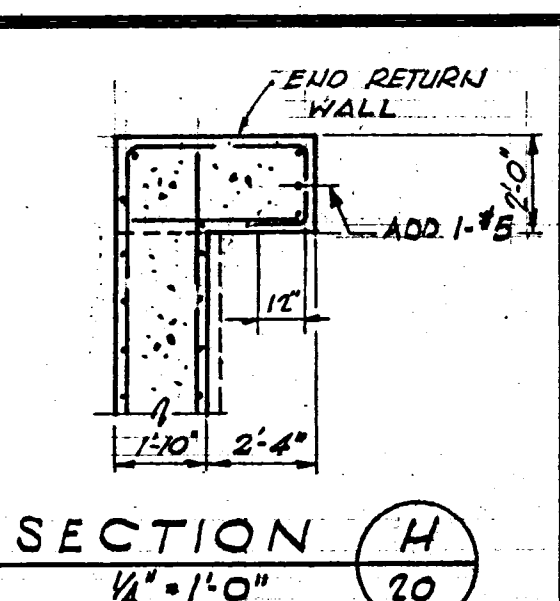 END RETURN
WALL
2'-0"
ADD 1-#5
12"
1'-10" 2'-4"
SECTION H
1/4" = 1'-0" 20